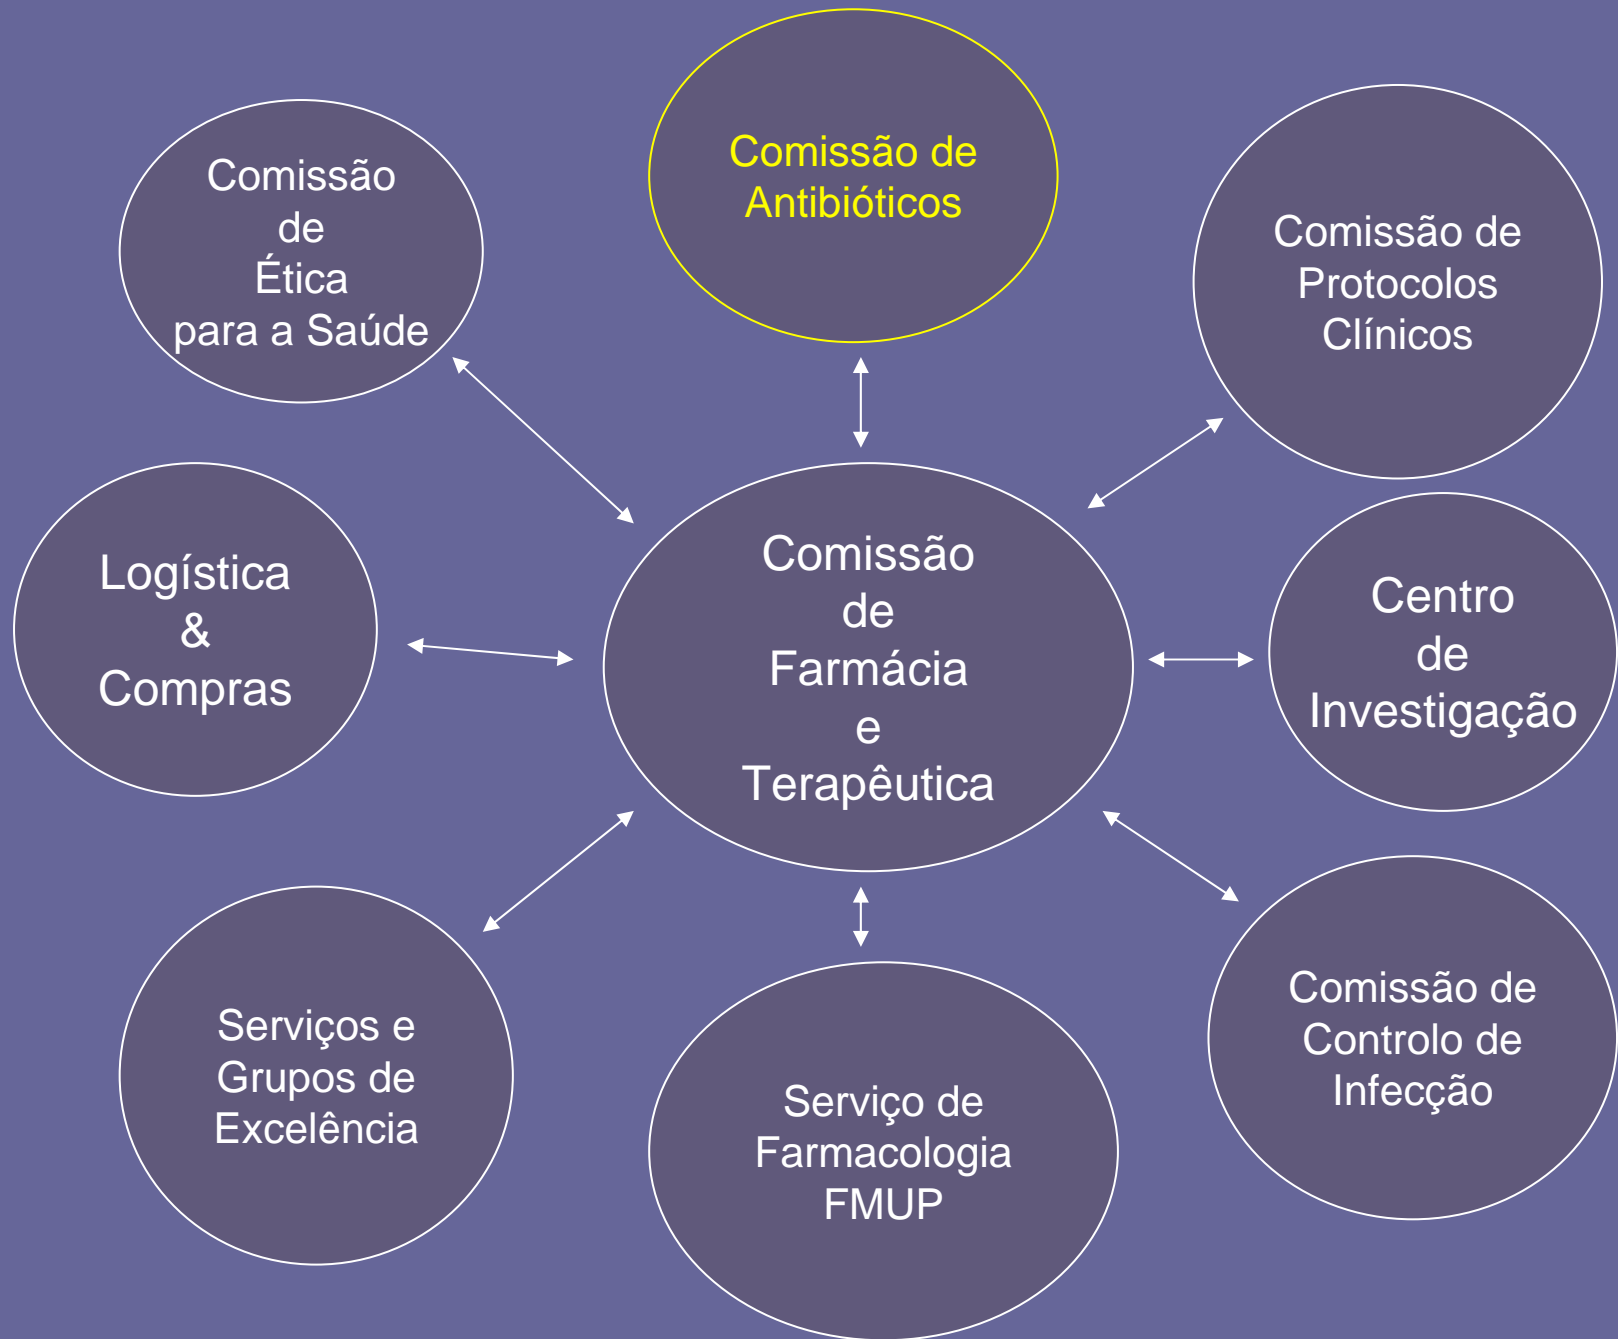 Comissão de
Antibióticos
Comissão
de
Ética
para a Saúde
Comissão de
Protocolos
Clínicos
Logística
&
Compras
Comissão
de
Farmácia
e
Terapêutica
Centro
de
Investigação
Serviços e
Grupos de
Excelência
Serviço de
Farmacologia
FMUP
Comissão de
Controlo de
Infecção